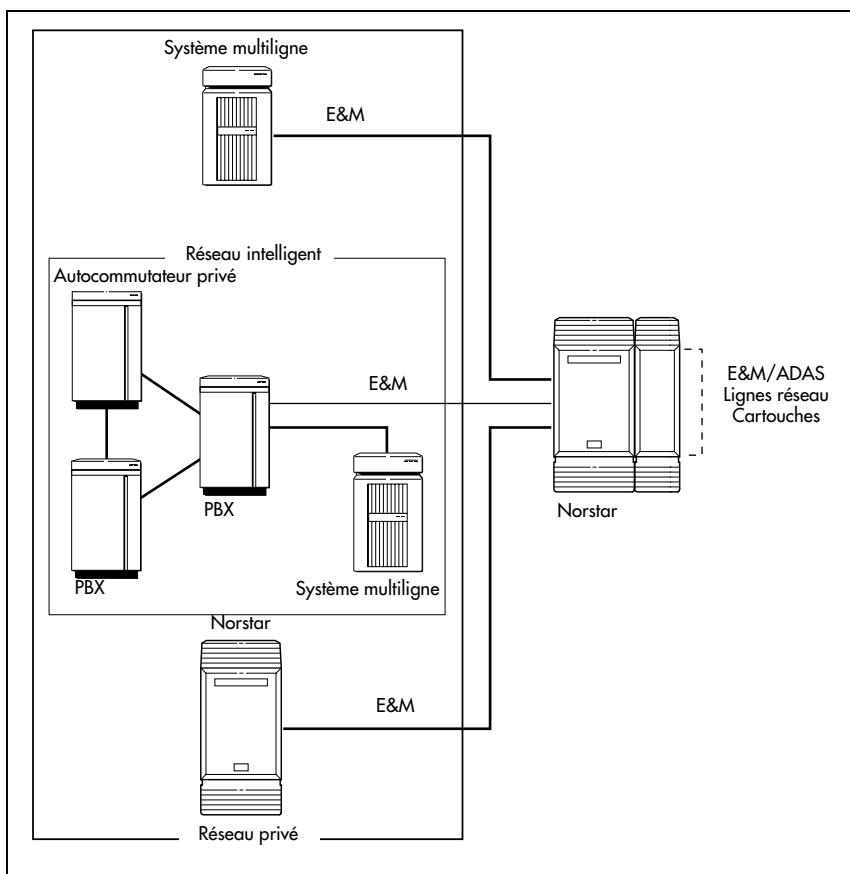 Système multiligne
E&M
Réseau intelligent
Autocommutateur privé
E&M
E&M/ADAS
Lignes réseau
Cartouches
PBX
Norstar
PBX
Système multiligne
Norstar
E&M
Réseau privé